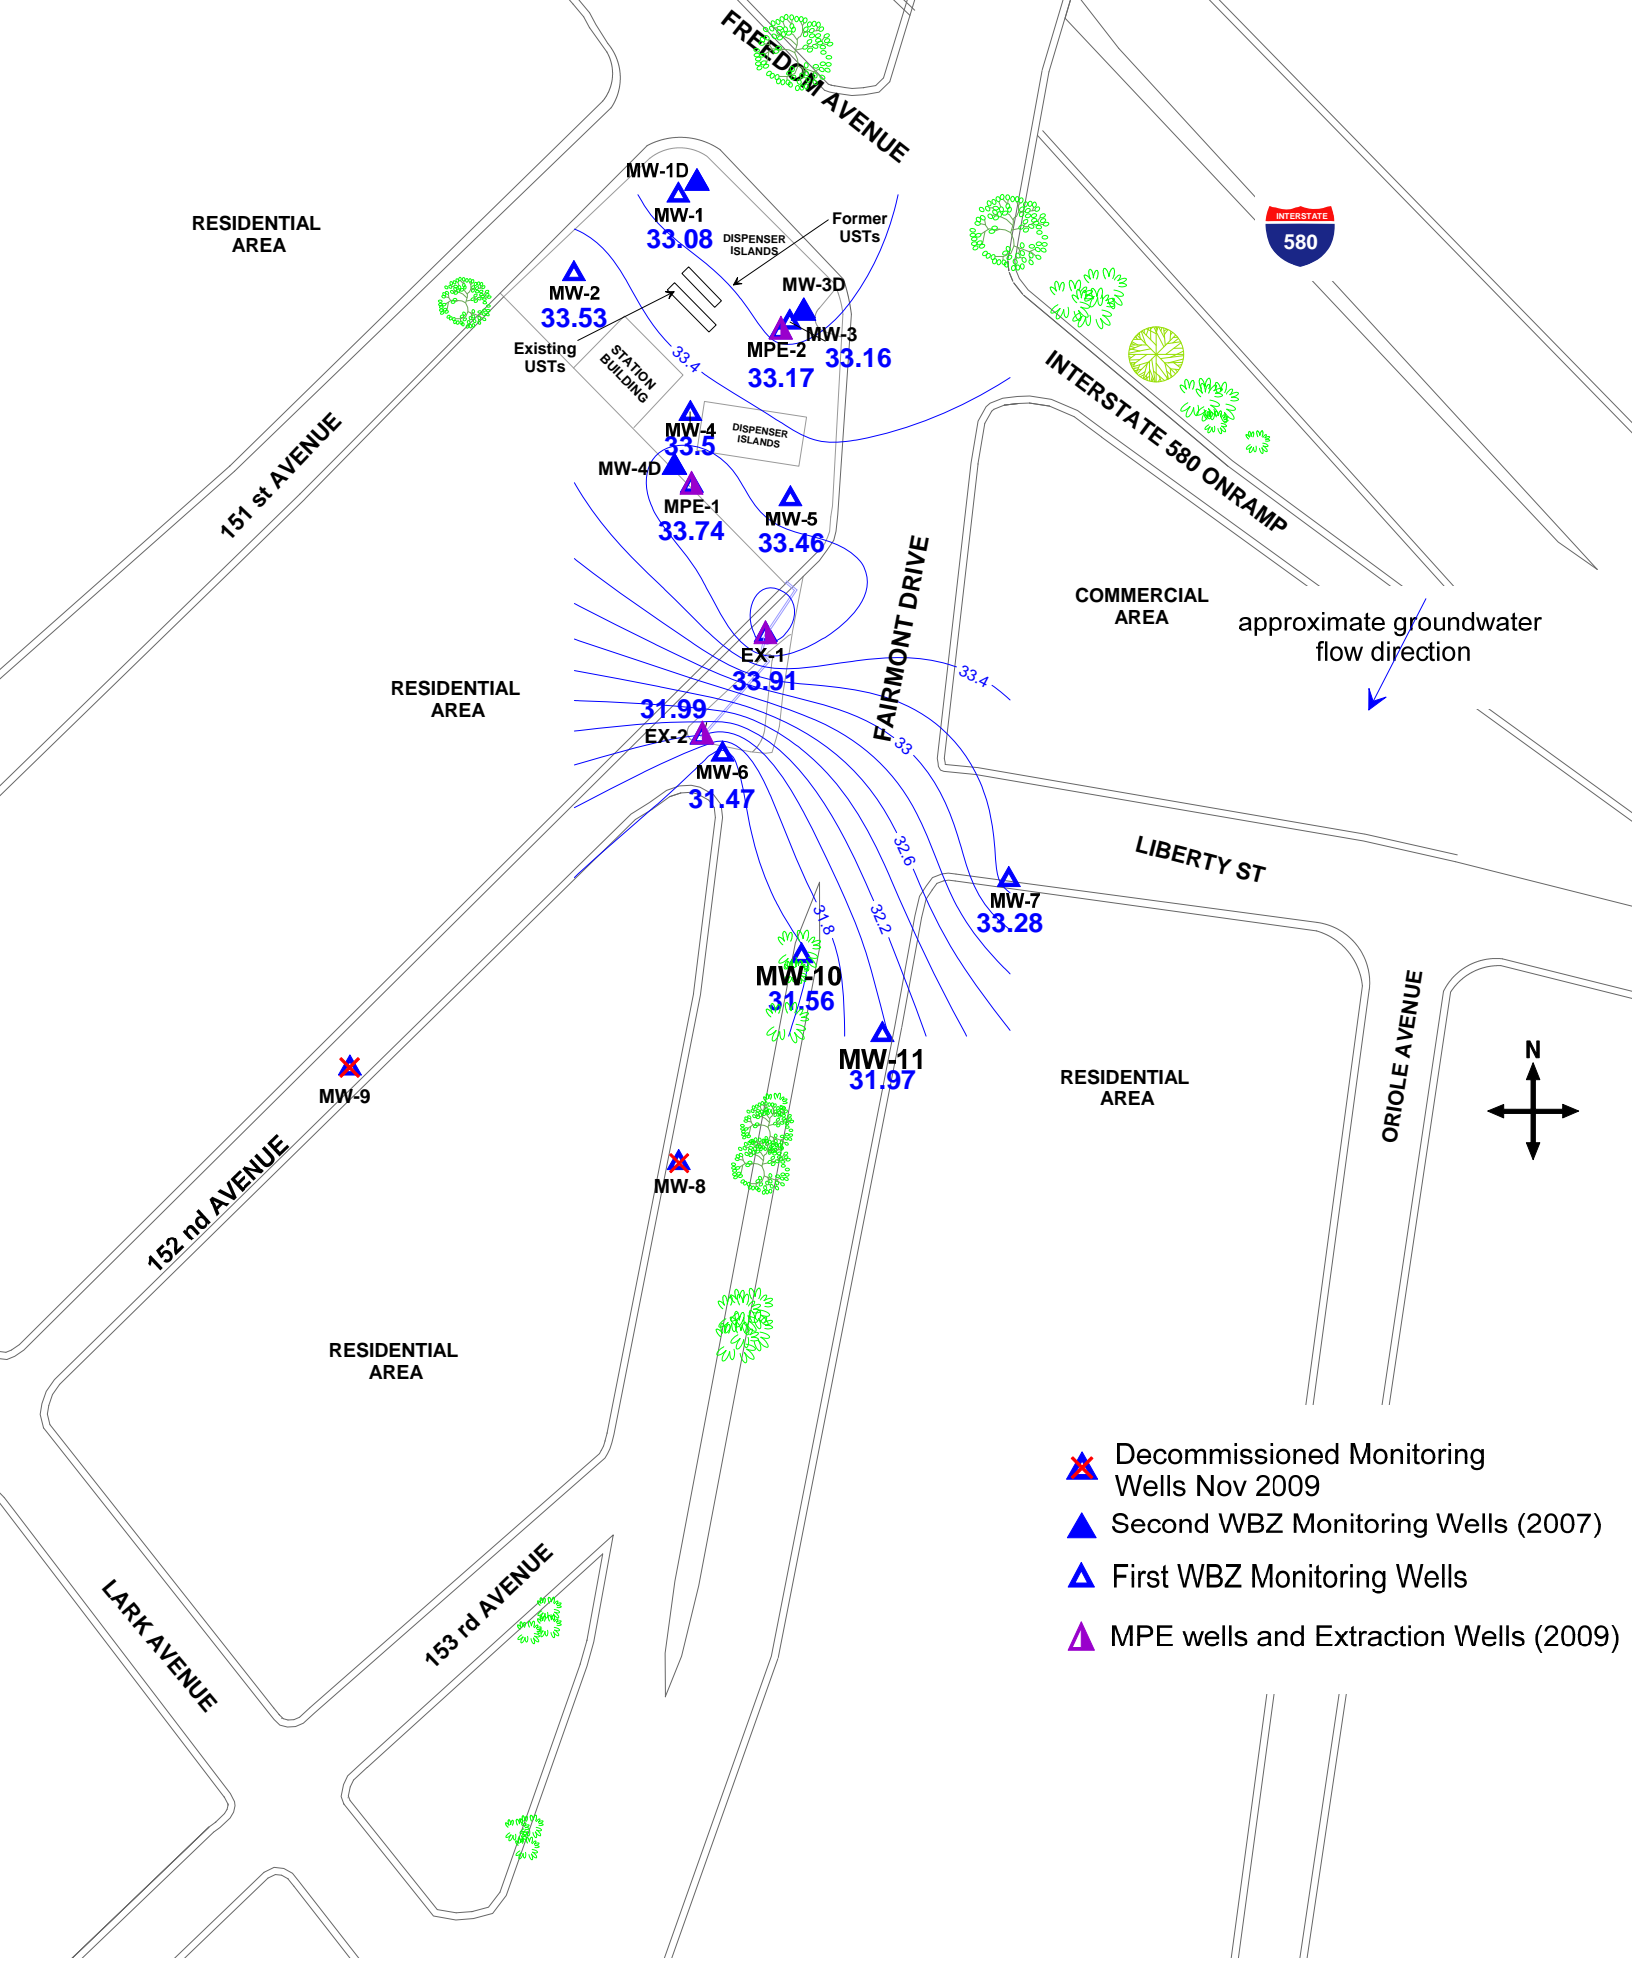 FREEDOM AVENUE
MW-1D
MW-1
33.08
RESIDENTIAL
AREA
Former
USTs
DISPENSER
ISLANDS
INTERSTATE
580
MW-2
33.53
MW-3D
MW-3
33.16
MPE-2
33.17
Existing
USTs
STATION
BUILDING
33.4
INTERSTATE 580 ONRAMP
MW-4
33.5
DISPENSER
ISLANDS
MW-4D
MPE-1
33.74
MW-5
33.46
151 st AVENUE
FAIRMONT DRIVE
COMMERCIAL
AREA
approximate groundwater
flow direction
EX-1
33.91
33.4
RESIDENTIAL
AREA
31.99
EX-2
MW-6
31.47
33
32.6
LIBERTY ST
MW-7
33.28
31.8
32.2
MW-10
31.56
MW-11
31.97
MW-9
MW-8
RESIDENTIAL
AREA
ORIOLE AVENUE
N
152 nd AVENUE
RESIDENTIAL
AREA
Decommissioned Monitoring
Wells Nov 2009
Second WBZ Monitoring Wells (2007)
First WBZ Monitoring Wells
MPE wells and Extraction Wells (2009)
LARK AVENUE
153 rd AVENUE